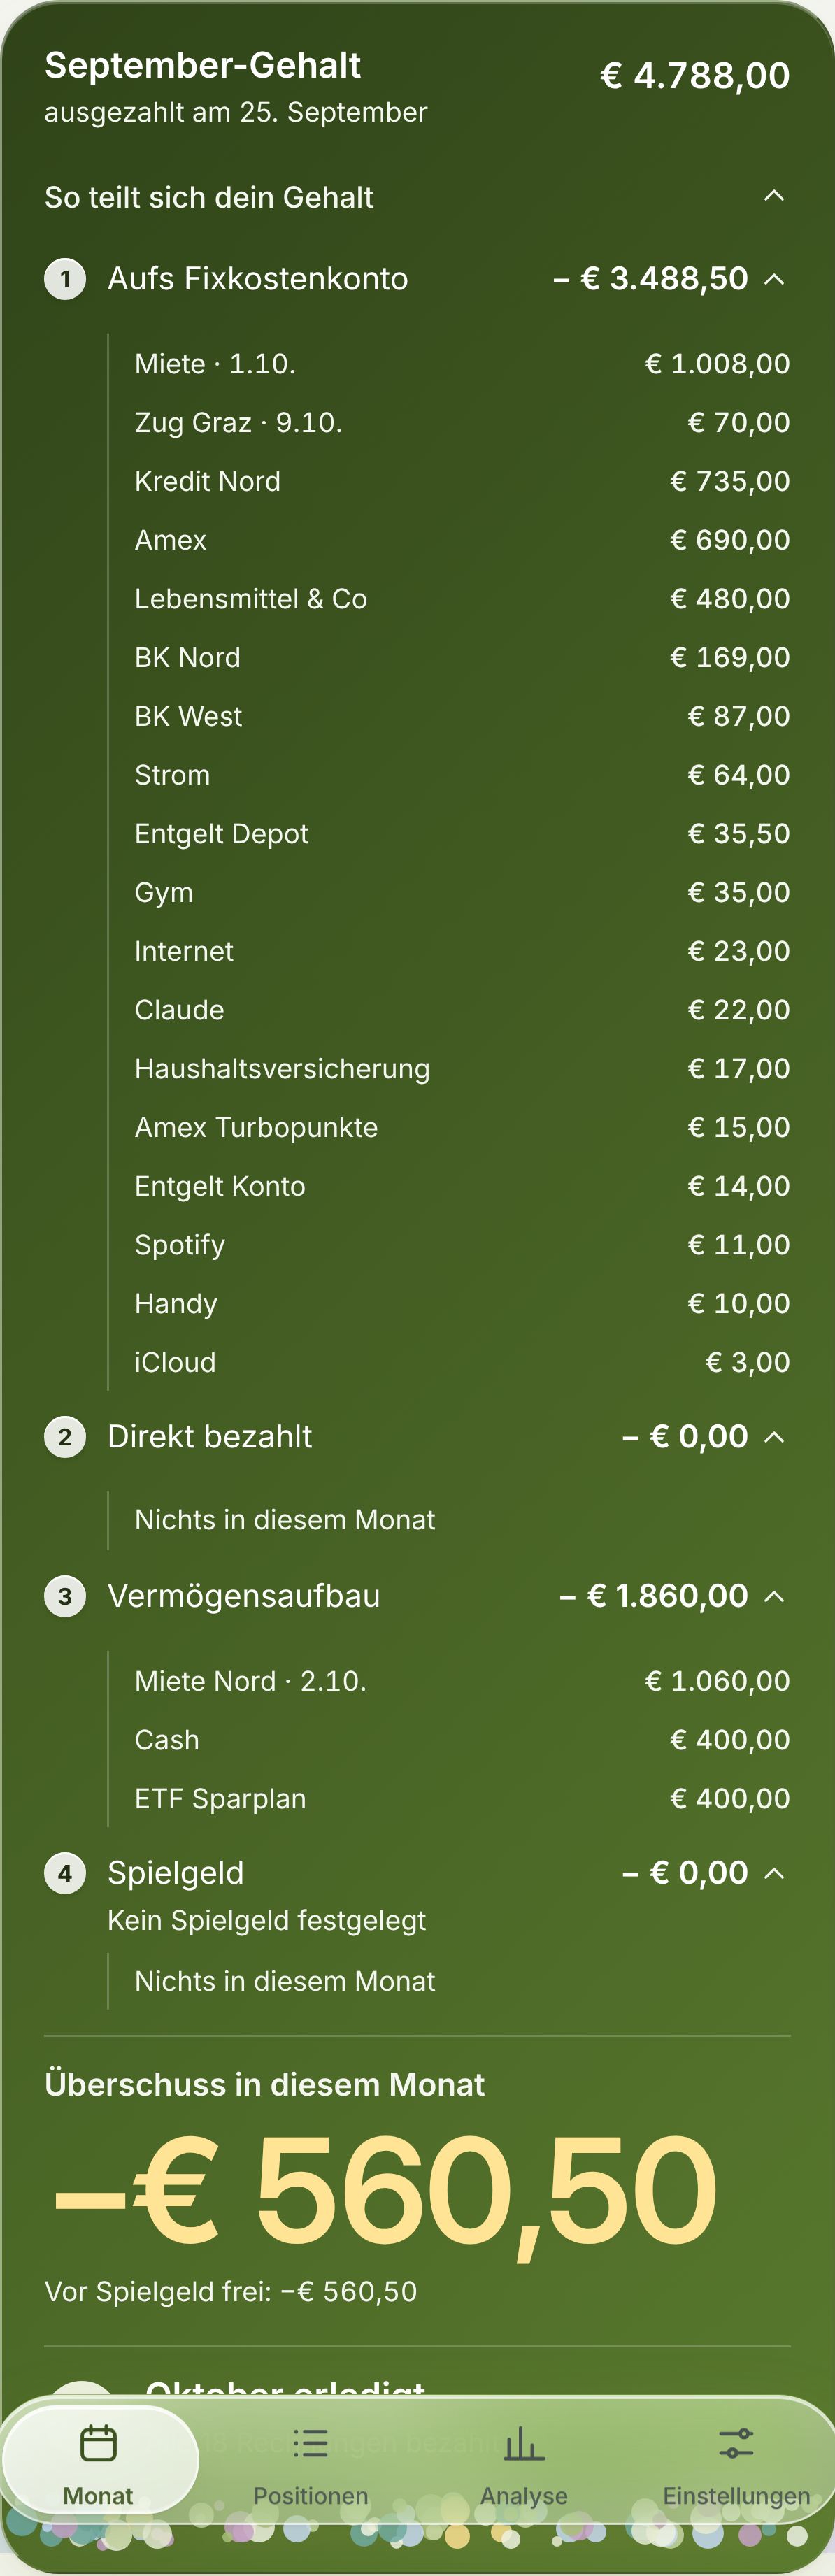 September-Gehalt
€ 4.788,00
ausgezahlt am 25. September
So teilt sich dein Gehalt
1 Aufs Fixkostenkonto – € 3.488,50
Miete · 1.10. € 1.008,00
Zug Graz · 9.10. € 70,00
Kredit Nord € 735,00
Amex € 690,00
Lebensmittel & Co € 480,00
BK Nord € 169,00
BK West € 87,00
Strom € 64,00
Entgelt Depot € 35,50
Gym € 35,00
Internet € 23,00
Claude € 22,00
Haushaltsversicherung € 17,00
Amex Turbopunkte € 15,00
Entgelt Konto € 14,00
Spotify € 11,00
Handy € 10,00
iCloud € 3,00
2 Direkt bezahlt – € 0,00
Nichts in diesem Monat
3 Vermögensaufbau – € 1.860,00
Miete Nord · 2.10. € 1.060,00
Cash € 400,00
ETF Sparplan € 400,00
4 Spielgeld – € 0,00
Kein Spielgeld festgelegt
Nichts in diesem Monat
Überschuss in diesem Monat
–€ 560,50
Vor Spielgeld frei: –€ 560,50
Oktober erledigt
Monat Positionen Analyse Einstellungen